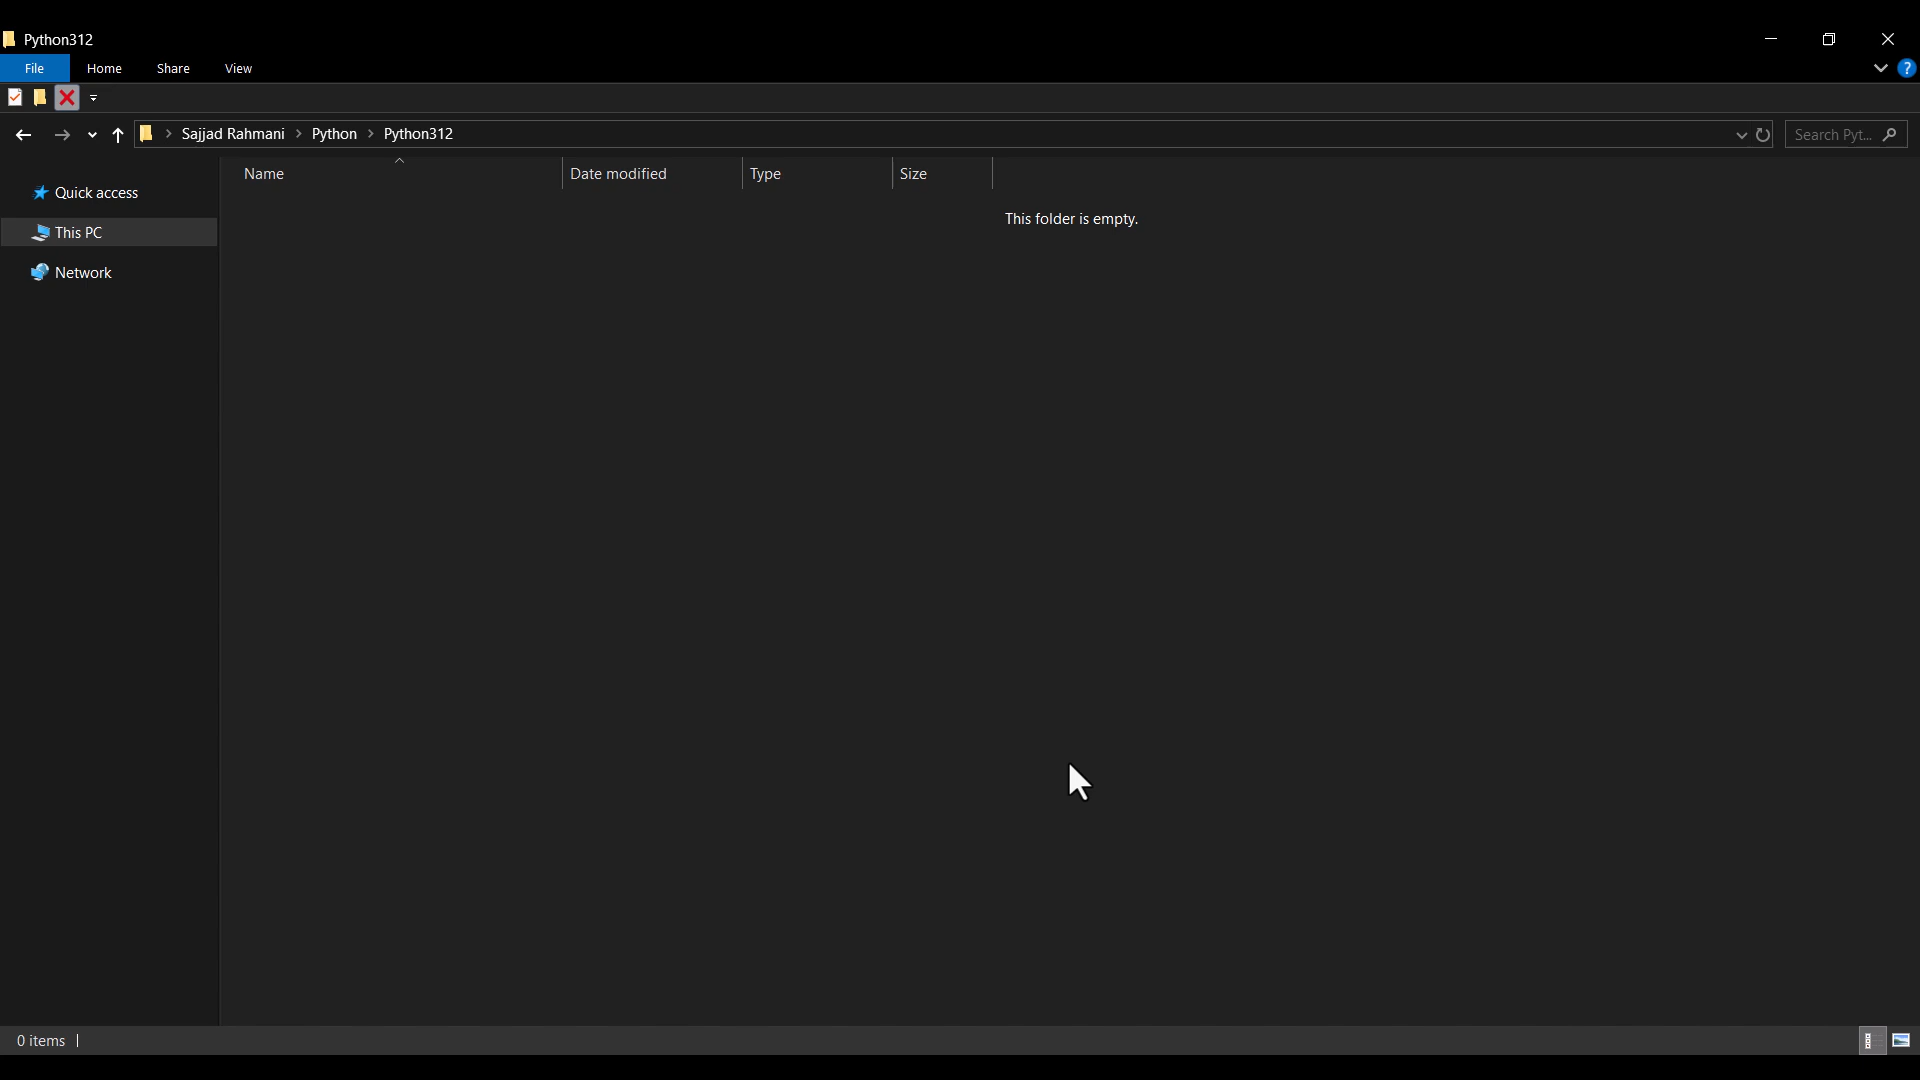 Python312
File Home Share View
Sajjad Rahmani > Python > Python312
Search Pyt...
Name Date modified Type Size
Quick access
This folder is empty.
This PC
Network
0 items